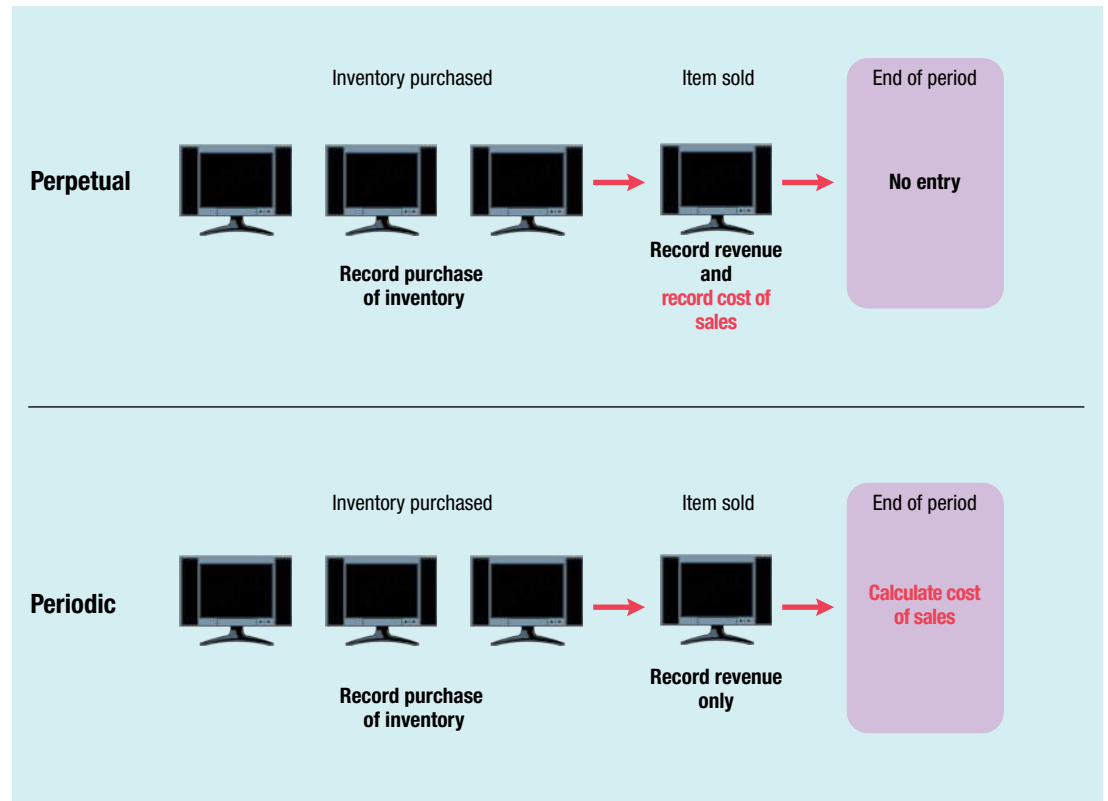 Inventory purchased
Item sold
End of period
Perpetual
No entry
Record purchase
of inventory
Record revenue
and
record cost of
sales
Inventory purchased
Item sold
End of period
Periodic
Calculate cost
of sales
Record purchase
of inventory
Record revenue
only